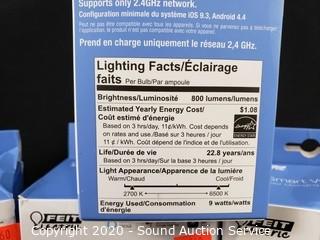 Supports only 2.4GHz network.
Configuration minimale du système iOS 9.3, Android 4.4
Prend en charge uniquement le réseau 2,4 GHz.
Lighting Facts/Éclairage
faits Per Bulb/Par ampoule
Brightness/Luminosité 800 lumens/lumens
Estimated Yearly Energy Cost/ $1.08
Coût estimé d'énergie
Based on 3 hrs/day, 11¢/kWh. Cost depends
on rates and use./Basé sur 3 heures / jour
11 ¢ / kWh. Coût dépend de l'indice et de l'utilisation.
Life/Durée de vie 22.8 years/ans
Based on 3 hrs/day/Sur la base 3 heures / jour
Light Appearance/Apparence de la lumière
Warm/Chaud Cool/Froid
2700 K 6500 K
Energy Used/Consommation 9 watts/watts
d'énergie
FEIT
Copyright 2020 - All Rights Reserved